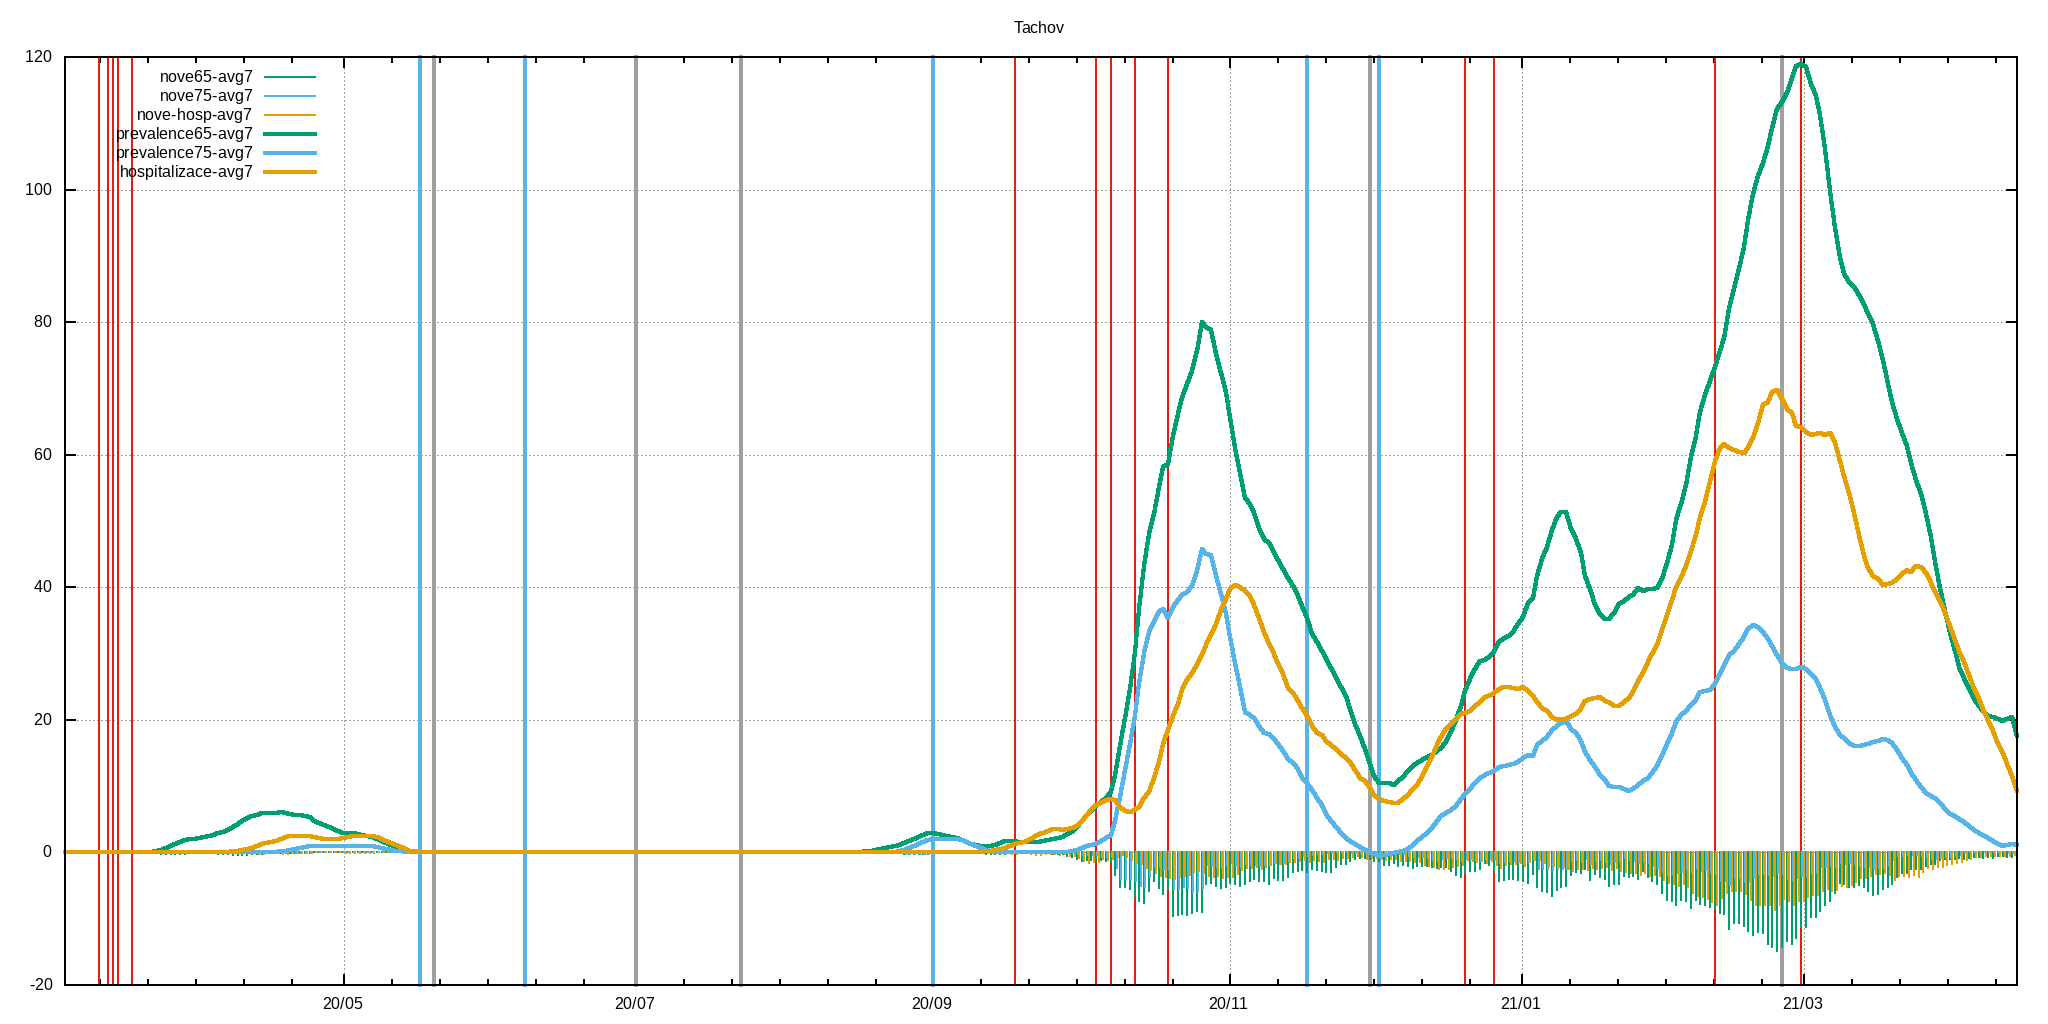 Tachov
120
100
80
60
40
20
0
-20
nove65-avg7
nove75-avg7
nove-hosp-avg7
prevalence65-avg7
prevalence75-avg7
hospitalizace-avg7
20/05
20/07
20/09
20/11
21/01
21/03